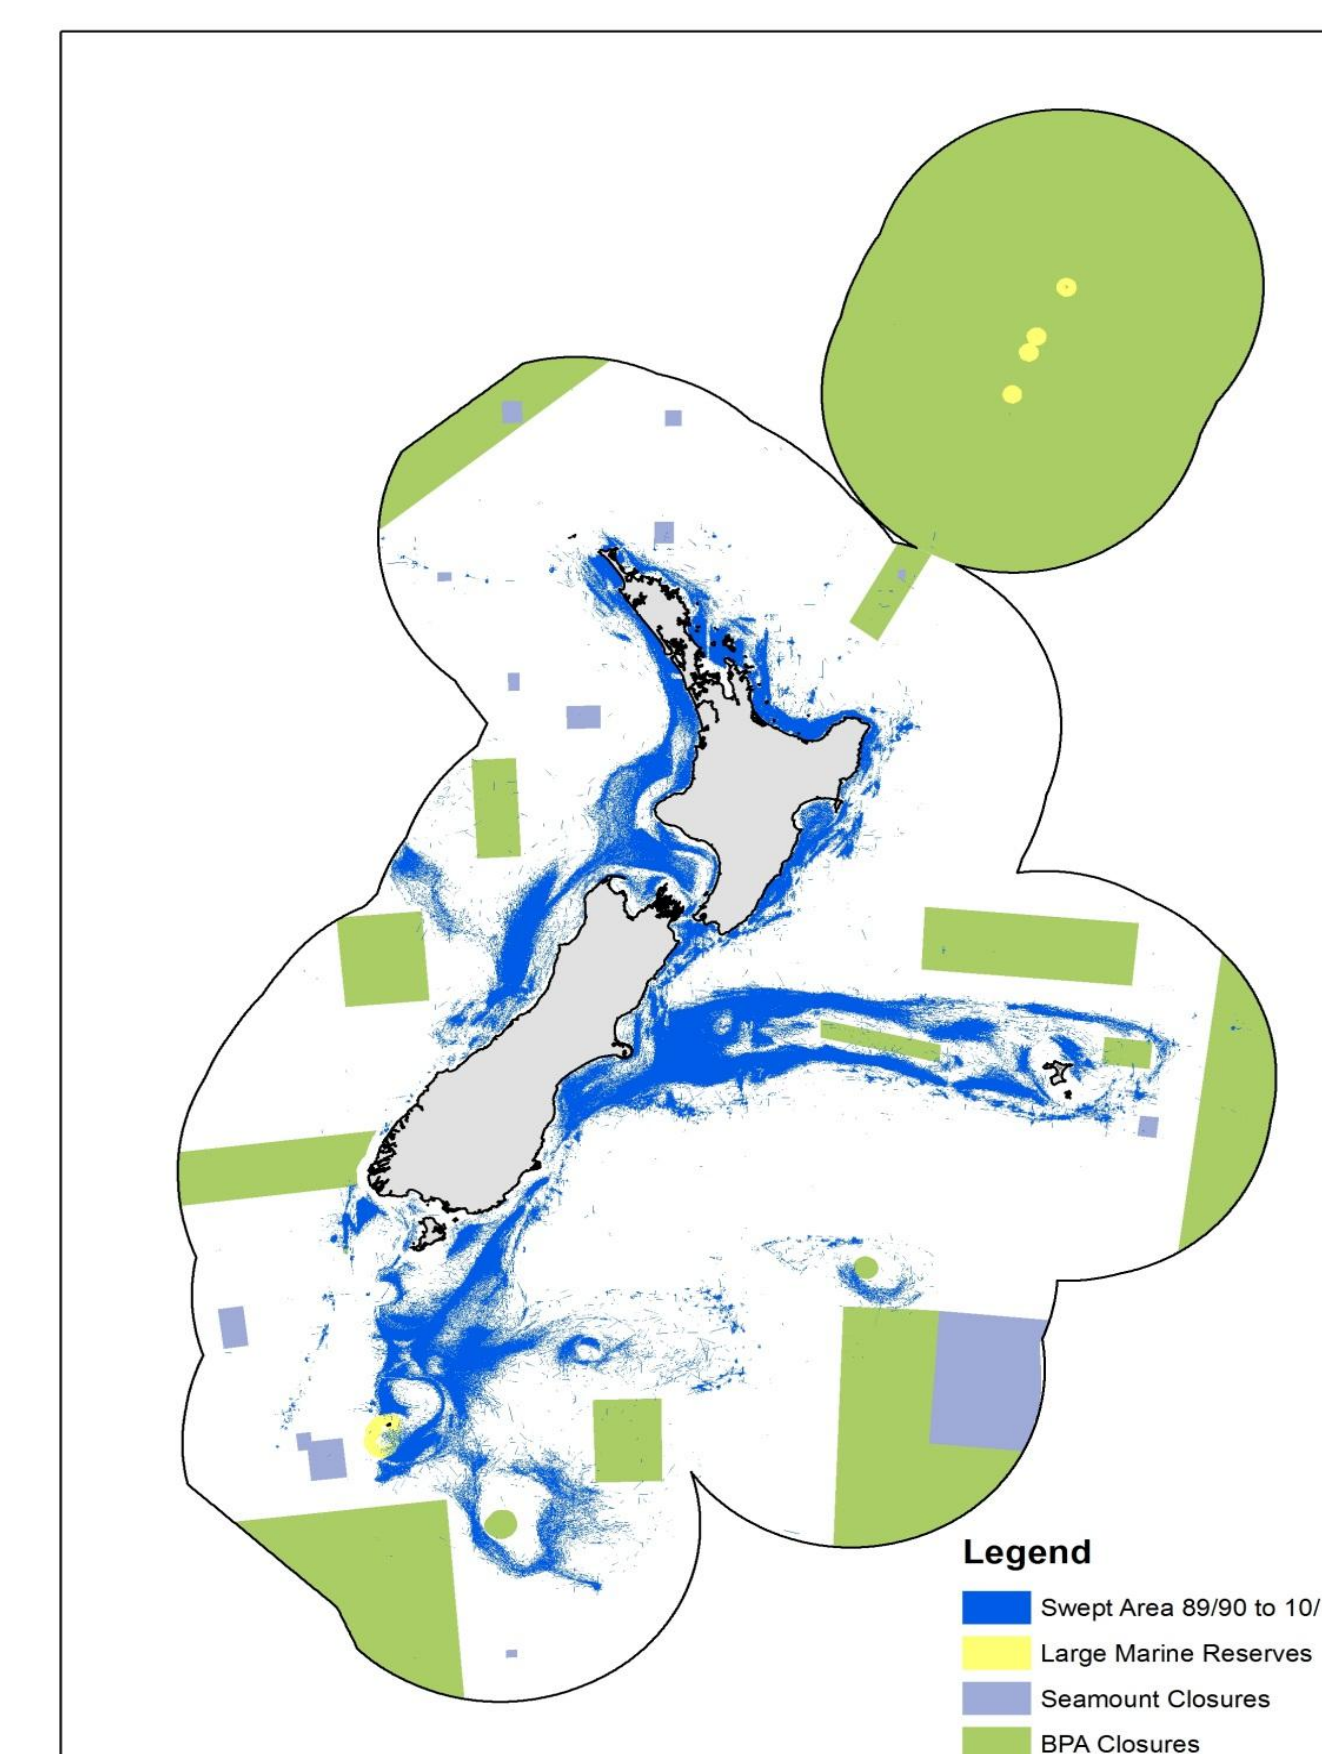 Legend
Swept Area 89/90 to 10/
Large Marine Reserves
Seamount Closures
BPA Closures